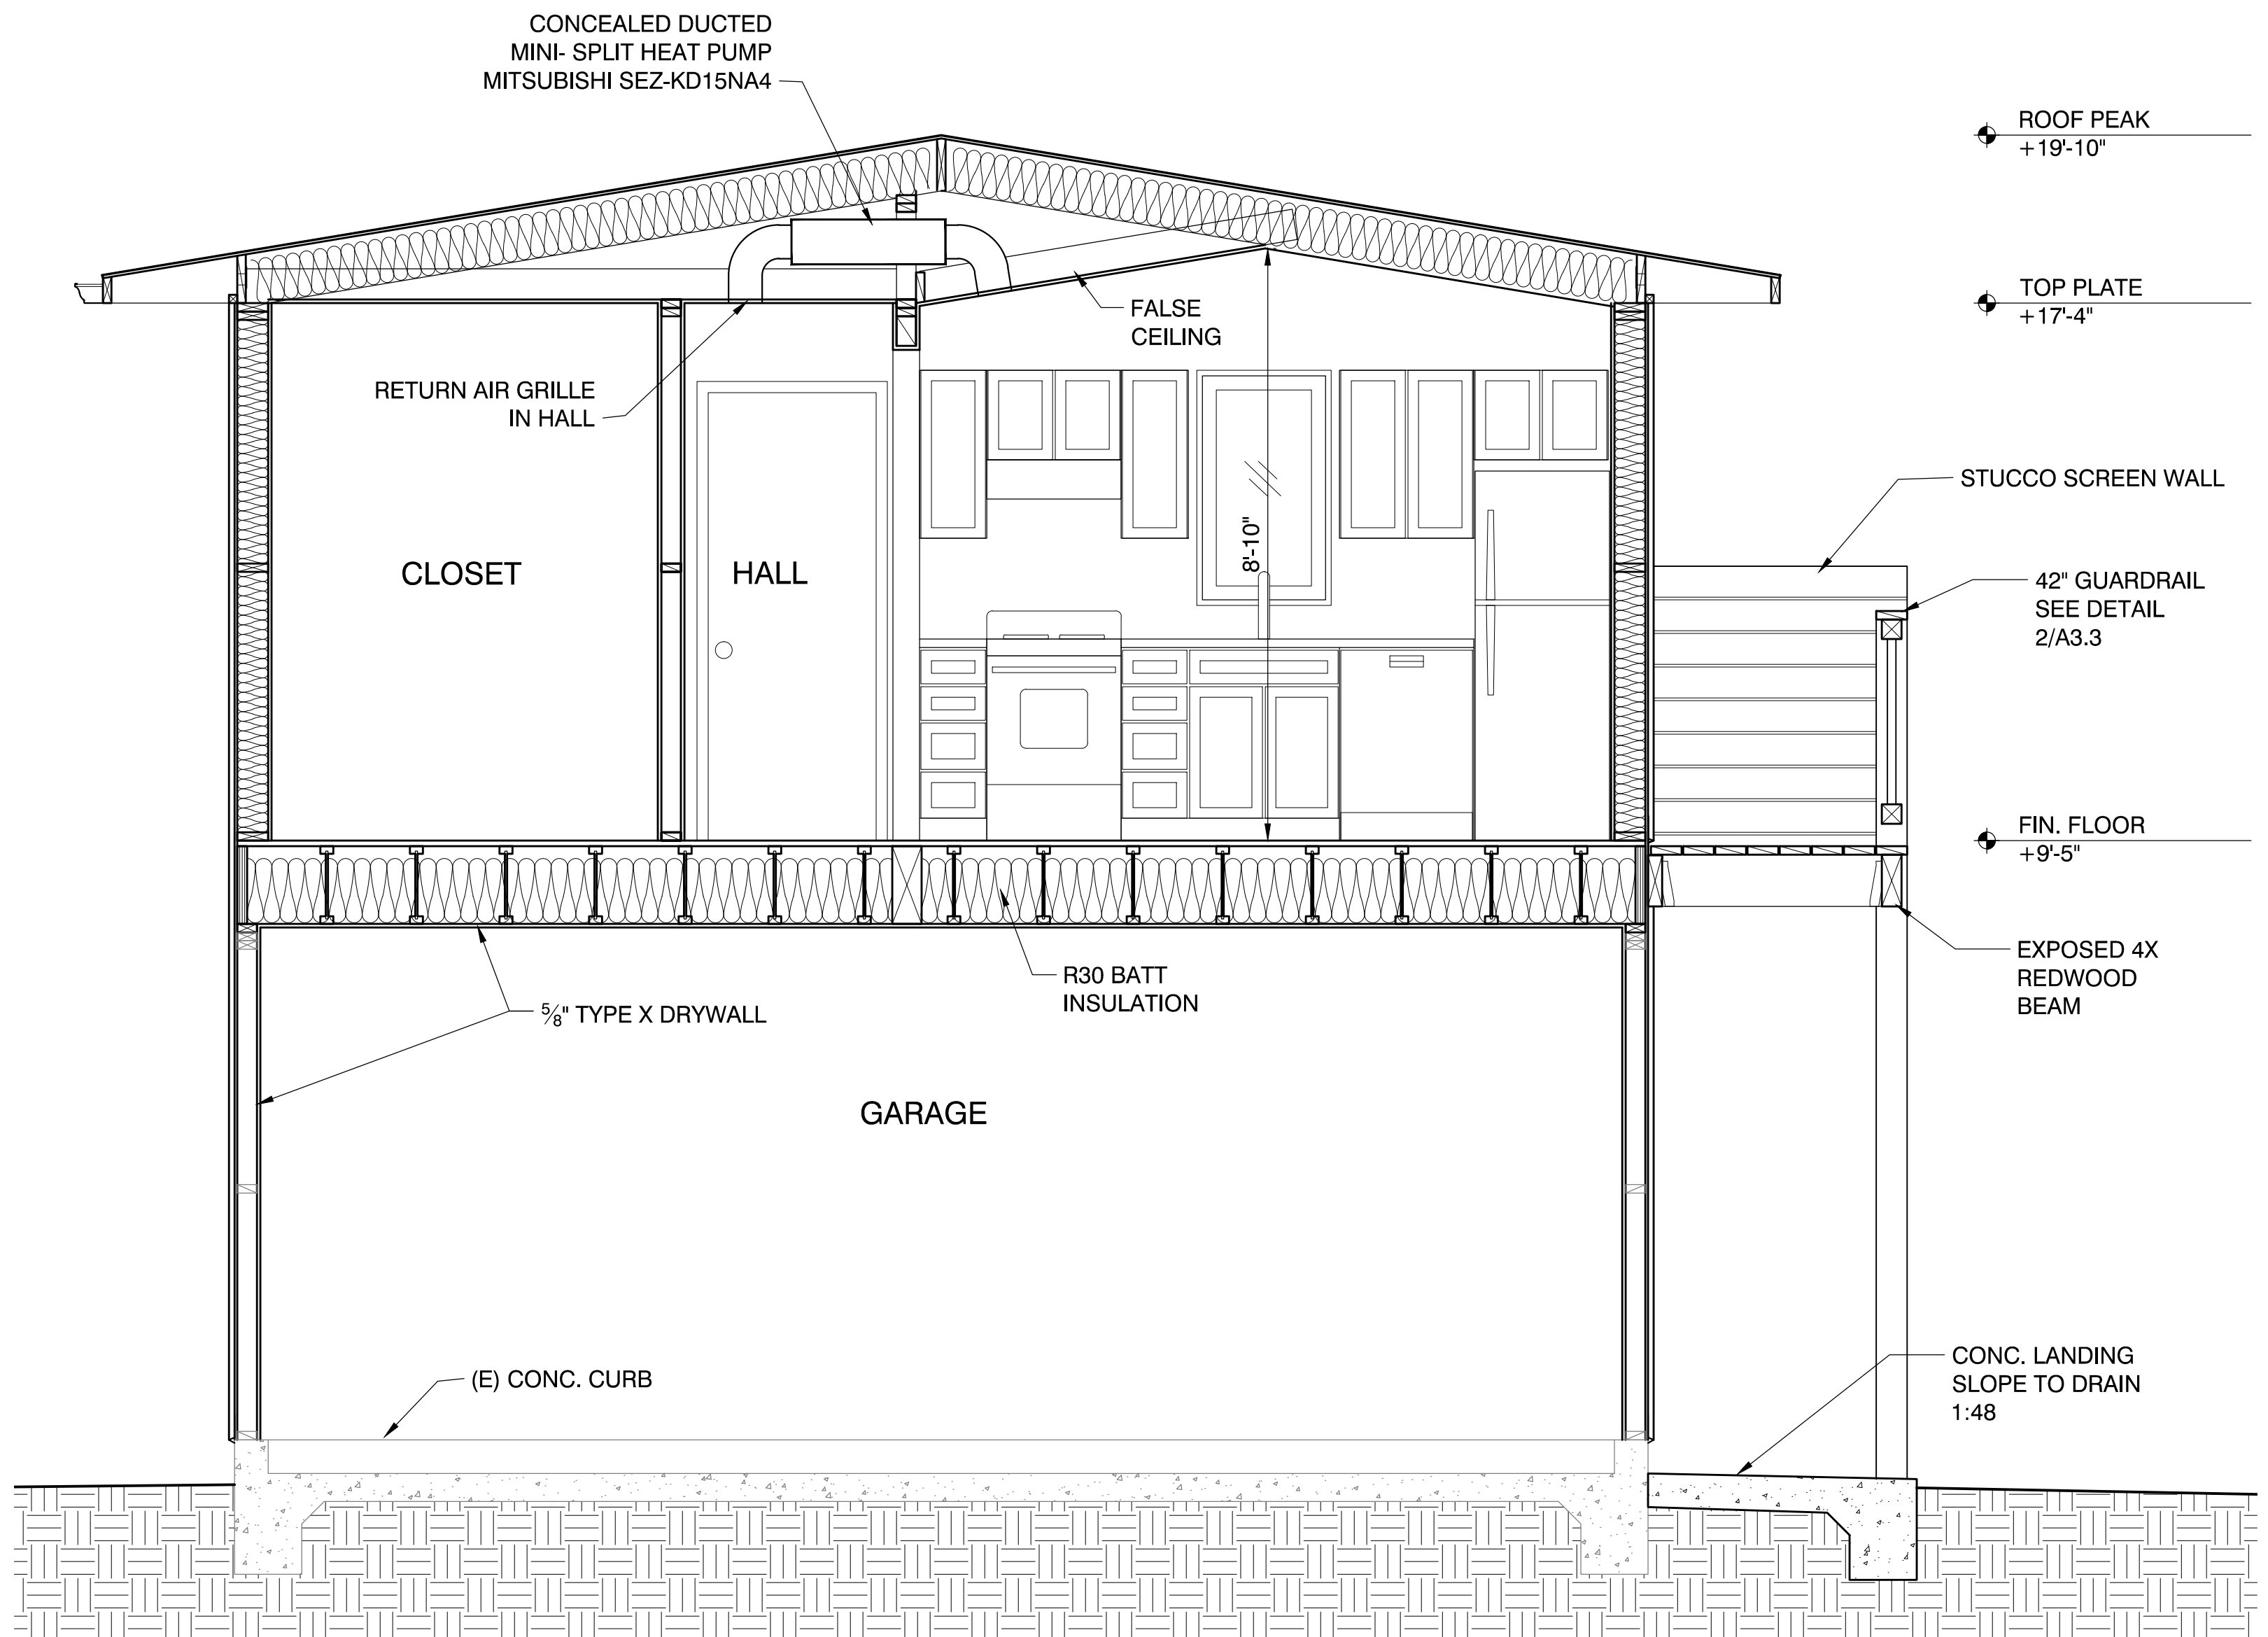 CONCEALED DUCTED
MINI- SPLIT HEAT PUMP
MITSUBISHI SEZ-KD15NA4
ROOF PEAK
+19'-10"
TOP PLATE
+17'-4"
FALSE
CEILING
RETURN AIR GRILLE
IN HALL
STUCCO SCREEN WALL
8'-10"
CLOSET
HALL
42" GUARDRAIL
SEE DETAIL
2/A3.3
FIN. FLOOR
+9'-5"
R30 BATT
INSULATION
EXPOSED 4X
REDWOOD
BEAM
⅝" TYPE X DRYWALL
GARAGE
(E) CONC. CURB
CONC. LANDING
SLOPE TO DRAIN
1:48